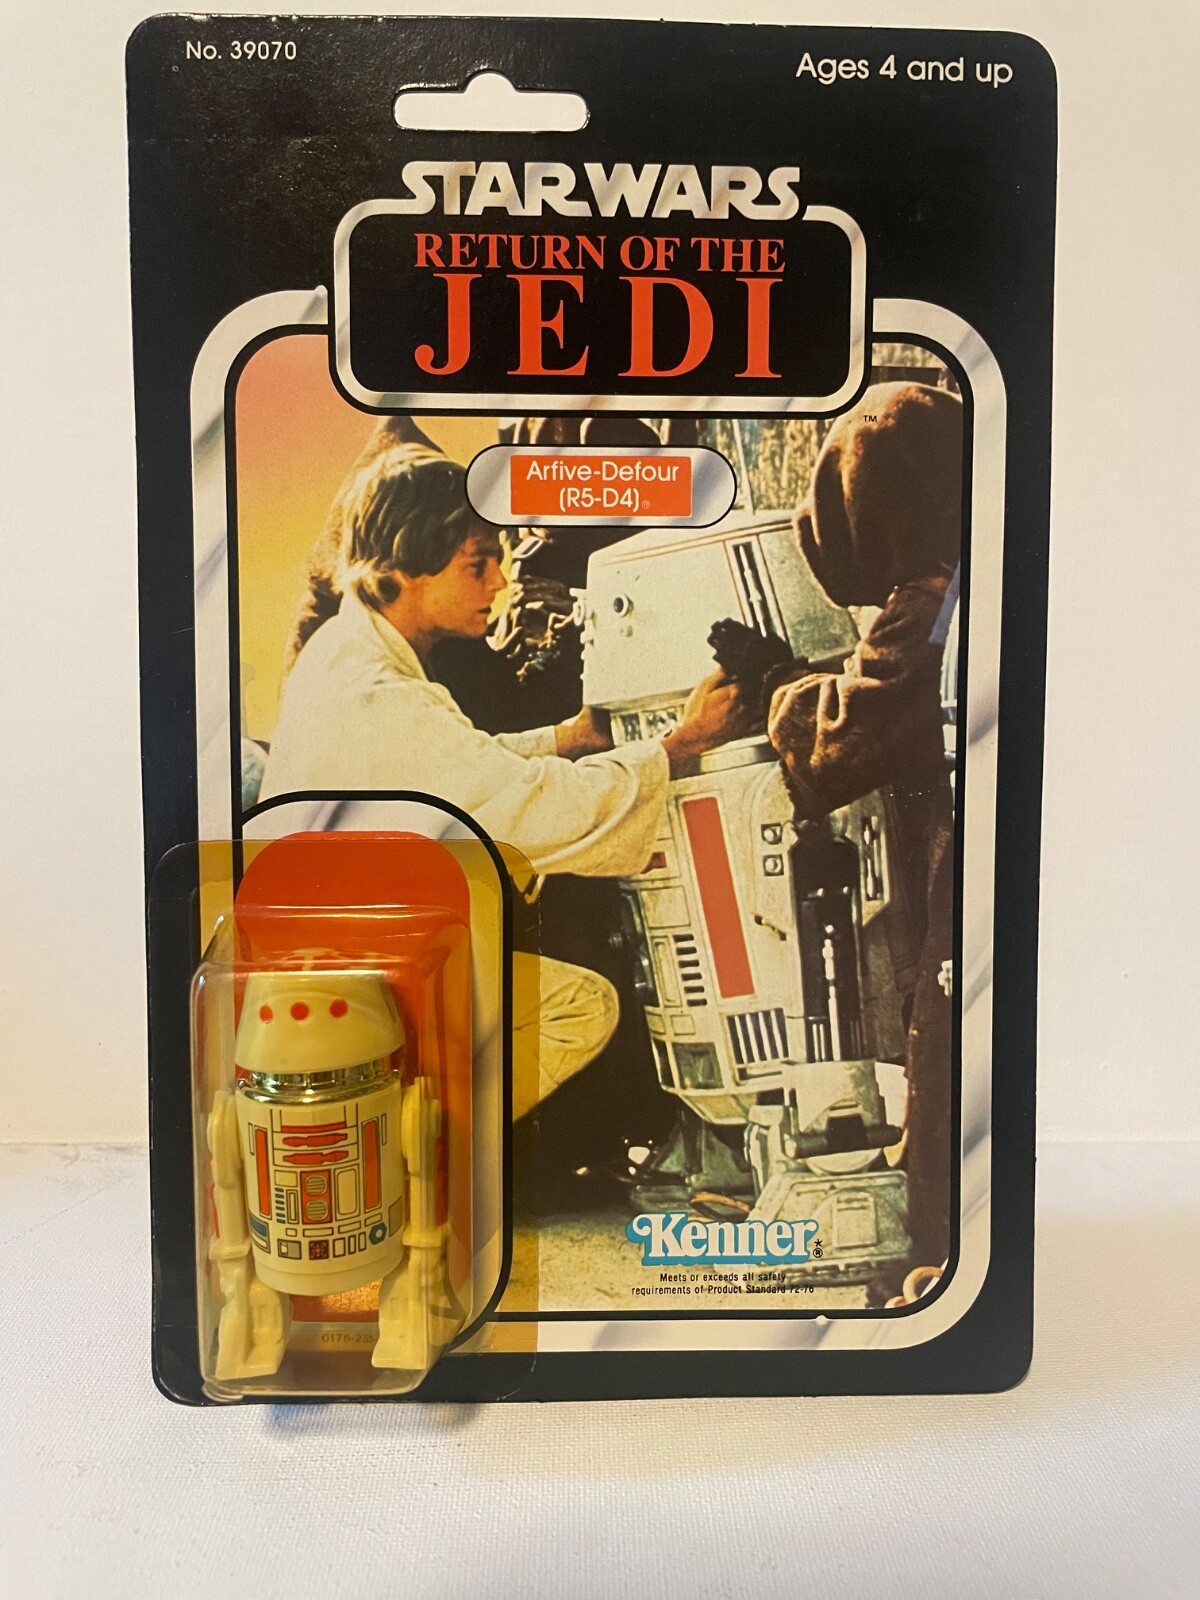 No. 39070
Ages 4 and up
STAR WARS
RETURN OF THE
JEDI
TM
Arfive-Defour
(R5-D4)®
Kenner®
Meets or exceeds all safety
requirements of Product Standard 72-76